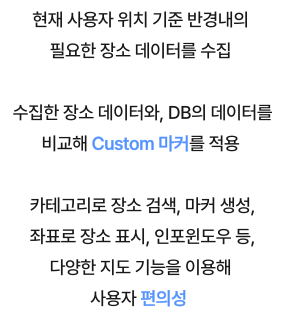 현재 사용자 위치 기준 반경내의
필요한 장소 데이터를 수집
수집한 장소 데이터와, DB의 데이터를
비교해 Custom 마커를 적용
카테고리로 장소 검색, 마커 생성,
좌표로 장소 표시, 인포윈도우 등,
다양한 지도 기능을 이용해
사용자 편의성